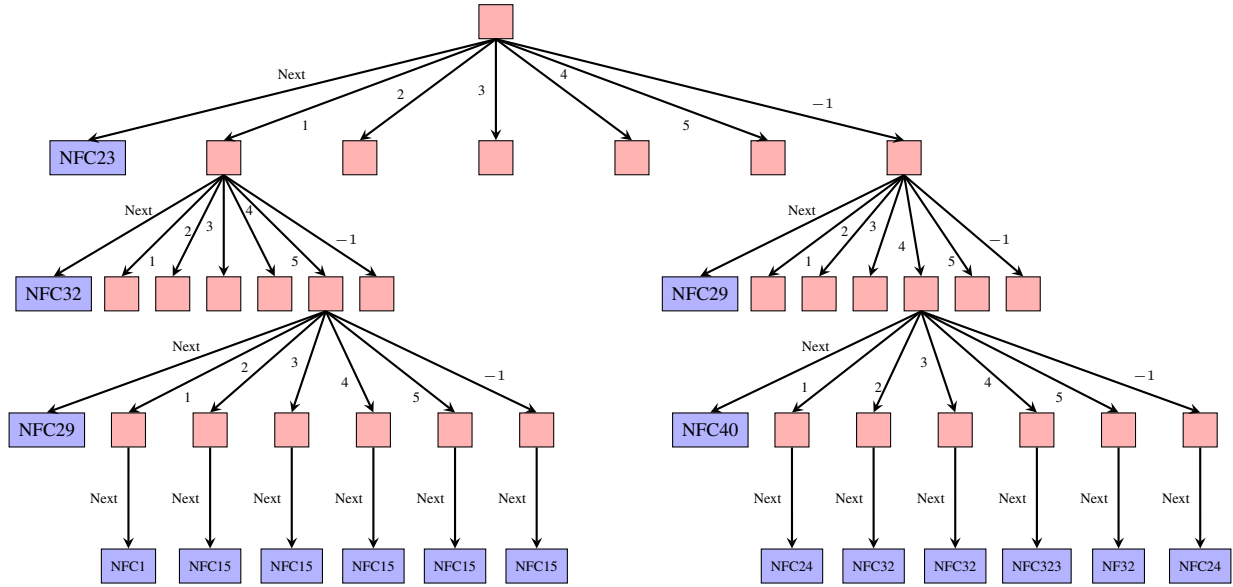 Next 1 2 3 4 5 −1
NFC23
Next 1 2 3 4 5 −1
Next 1 2 3 4 5 −1
NFC32
NFC29
Next 1 2 3 4 5 −1
Next 1 2 3 4 5 −1
NFC29
NFC40
Next Next Next Next Next Next
Next Next Next Next Next Next
NFC1 NFC15 NFC15 NFC15 NFC15 NFC15
NFC24 NFC32 NFC32 NFC323 NF32 NFC24